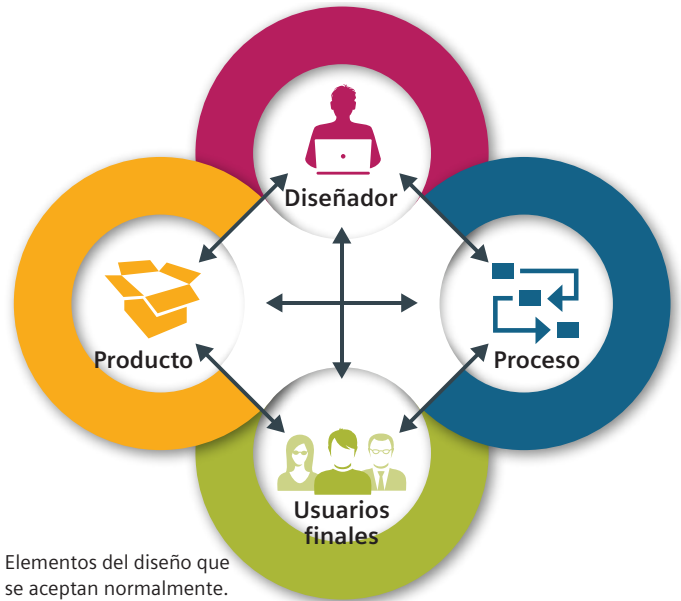 Diseñador
Producto
Proceso
Usuarios
finales
Elementos del diseño que
se aceptan normalmente.